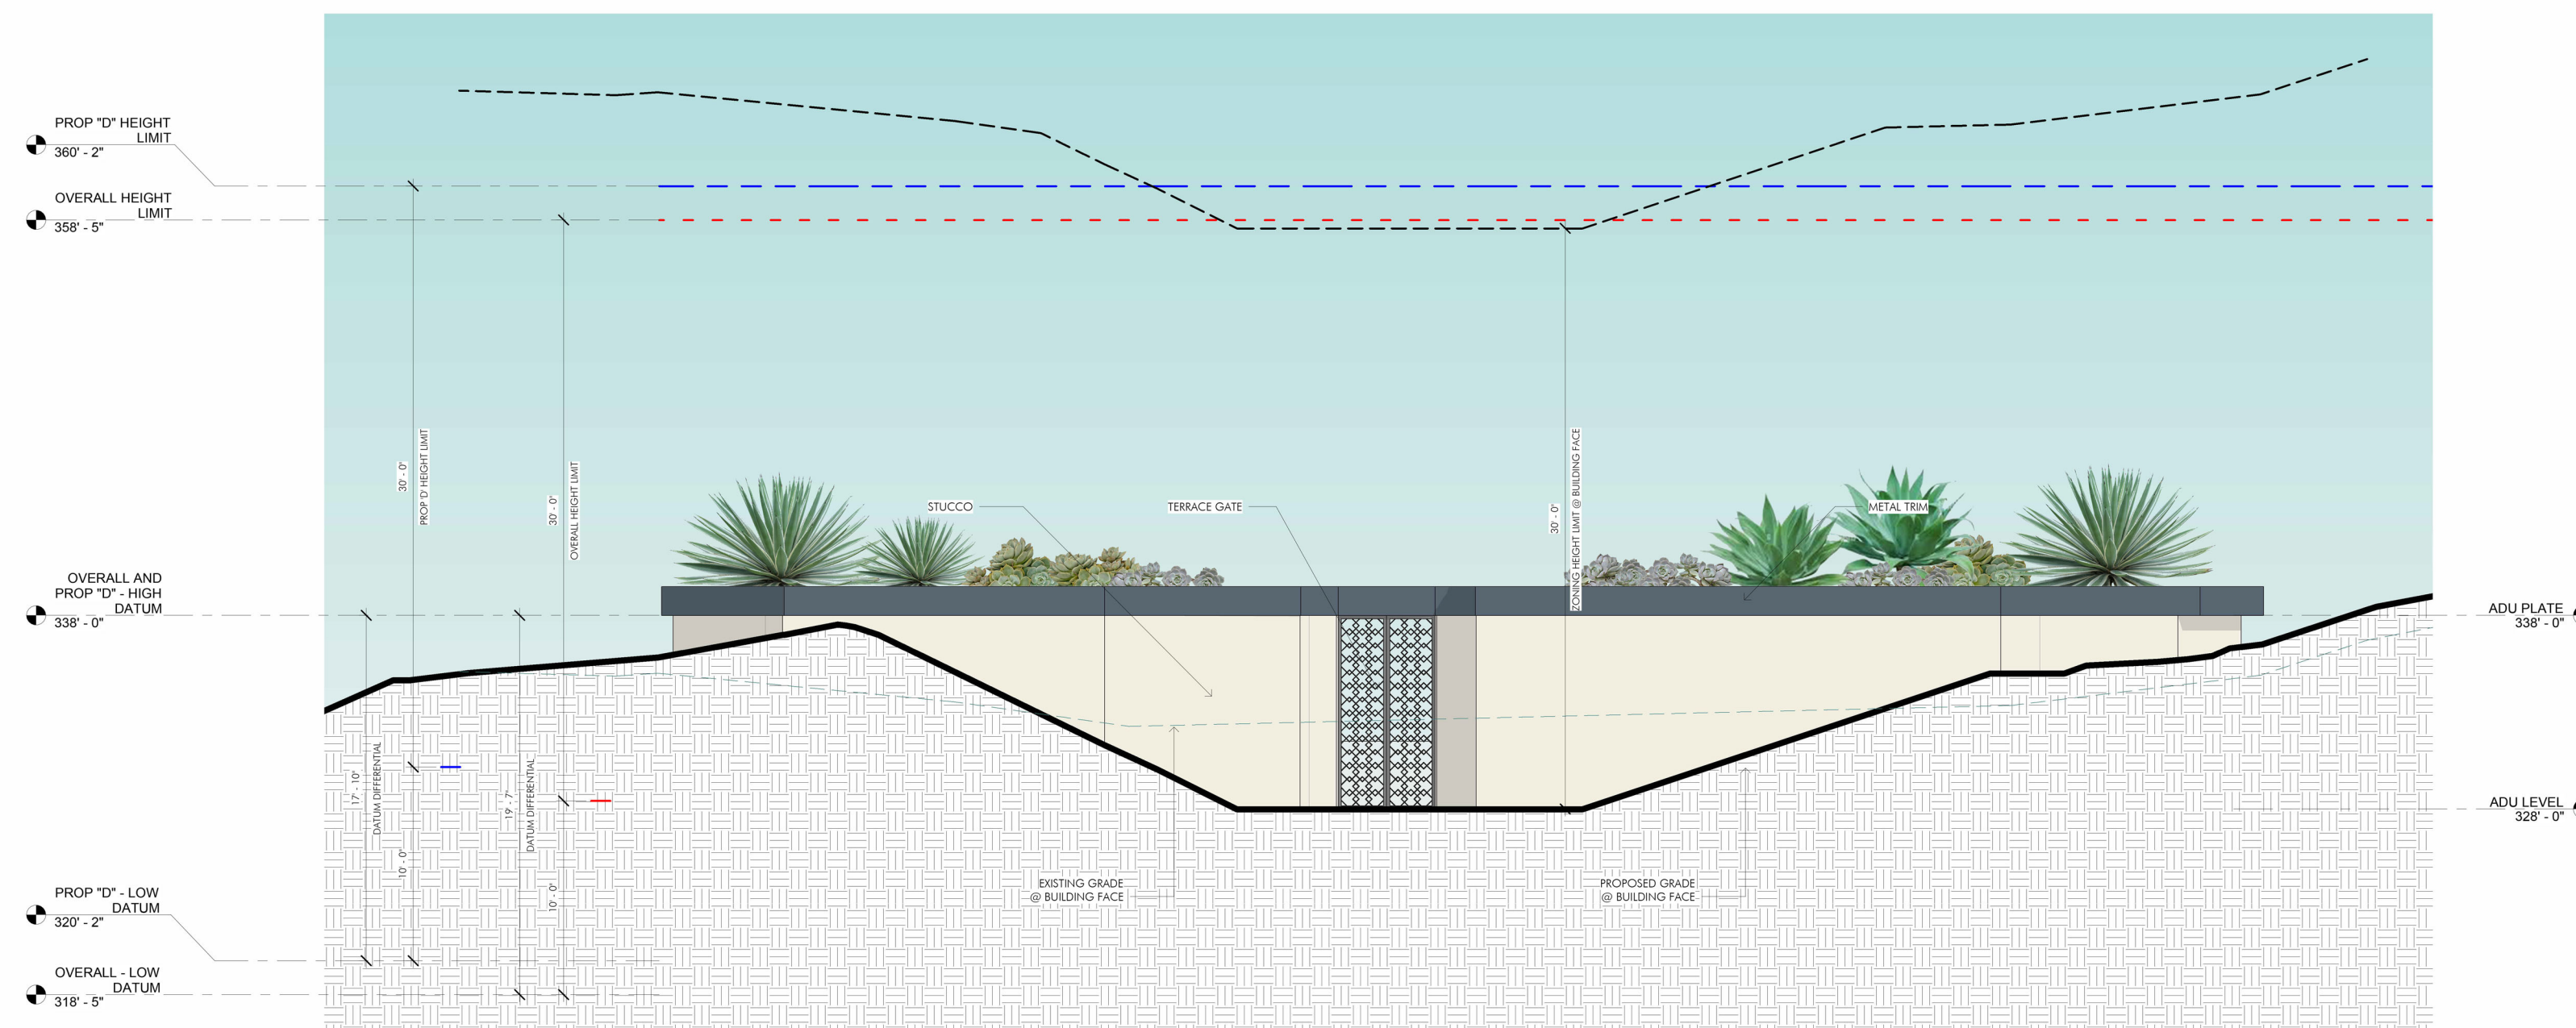 PROP "D" HEIGHT
LIMIT
360' - 2"
OVERALL HEIGHT
LIMIT
358' - 5"
OVERALL AND
PROP "D" - HIGH
DATUM
338' - 0"
PROP "D" - LOW
DATUM
320' - 2"
OVERALL - LOW
DATUM
318' - 5"
17' - 10"
DATUM DIFFERENTIAL
30' - 0"
PROP 'D' HEIGHT LIMIT
10' - 0"
19' - 7"
DATUM DIFFERENTIAL
30' - 0"
OVERALL HEIGHT LIMIT
10' - 0"
STUCCO
TERRACE GATE
30' - 0"
ZONING HEIGHT LIMIT @ BUILDING FACE
METAL TRIM
EXISTING GRADE
@ BUILDING FACE
PROPOSED GRADE
@ BUILDING FACE
ADU PLATE
338' - 0"
ADU LEVEL
328' - 0"